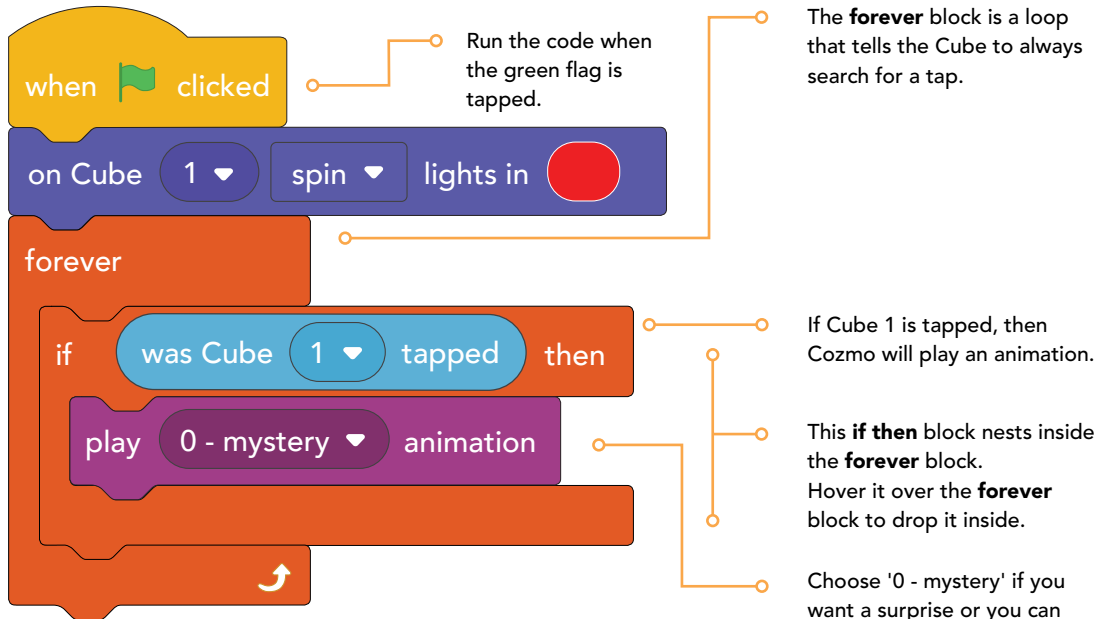 when clicked
on Cube 1 spin lights in
forever
if was Cube 1 tapped then
play 0 - mystery animation
Run the code when
the green flag is
tapped.
The forever block is a loop
that tells the Cube to always
search for a tap.
If Cube 1 is tapped, then
Cozmo will play an animation.
This if then block nests inside
the forever block.
Hover it over the forever
block to drop it inside.
Choose '0 - mystery' if you
want a surprise or you can